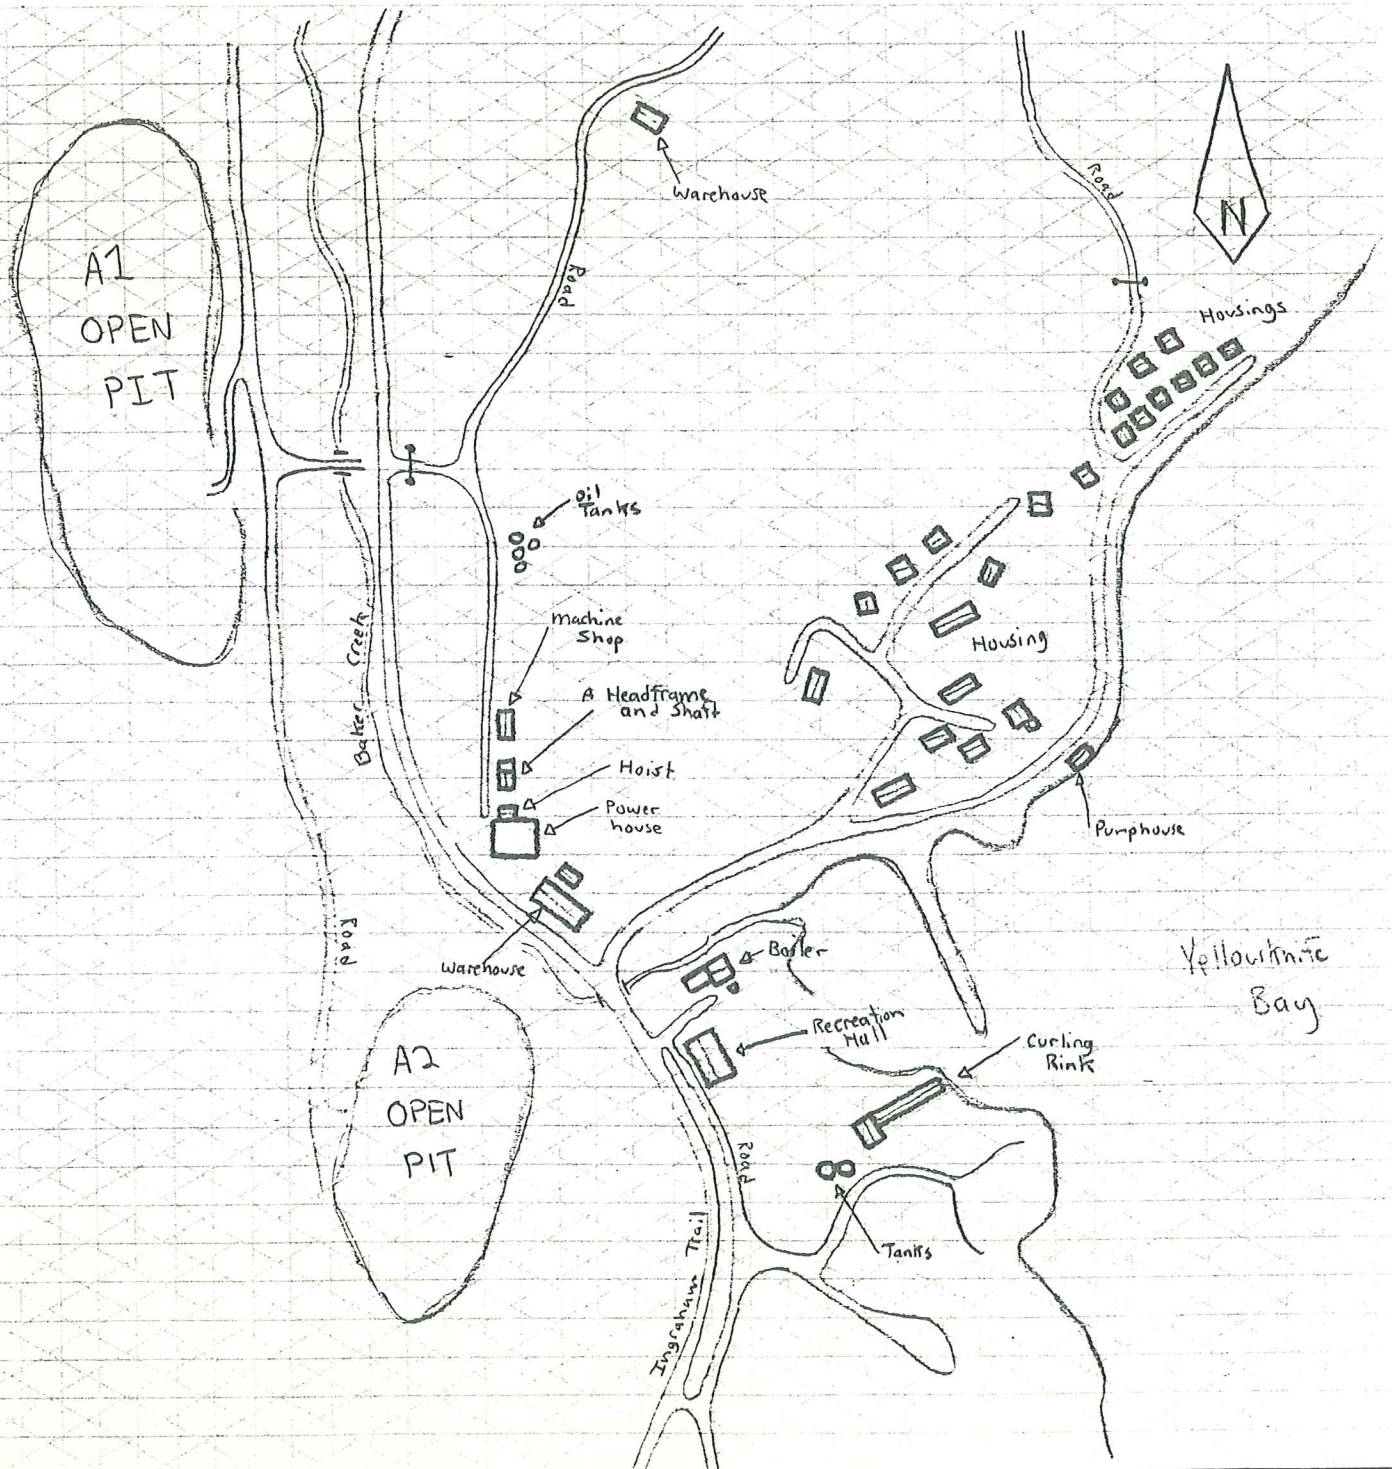 Warehouse
Road
N
Road
Housings
A1
OPEN
PIT
Oil
Tanks
Machine
Shop
Housing
Baker Creek
A Headframe
and Shaft
Hoist
Power
house
Pumphouse
Road
Warehouse
Boiler
Yellowknife
Bay
Recreation
Hall
Curling
Rink
A2
OPEN
PIT
Road
Tanks
Ingraham Trail